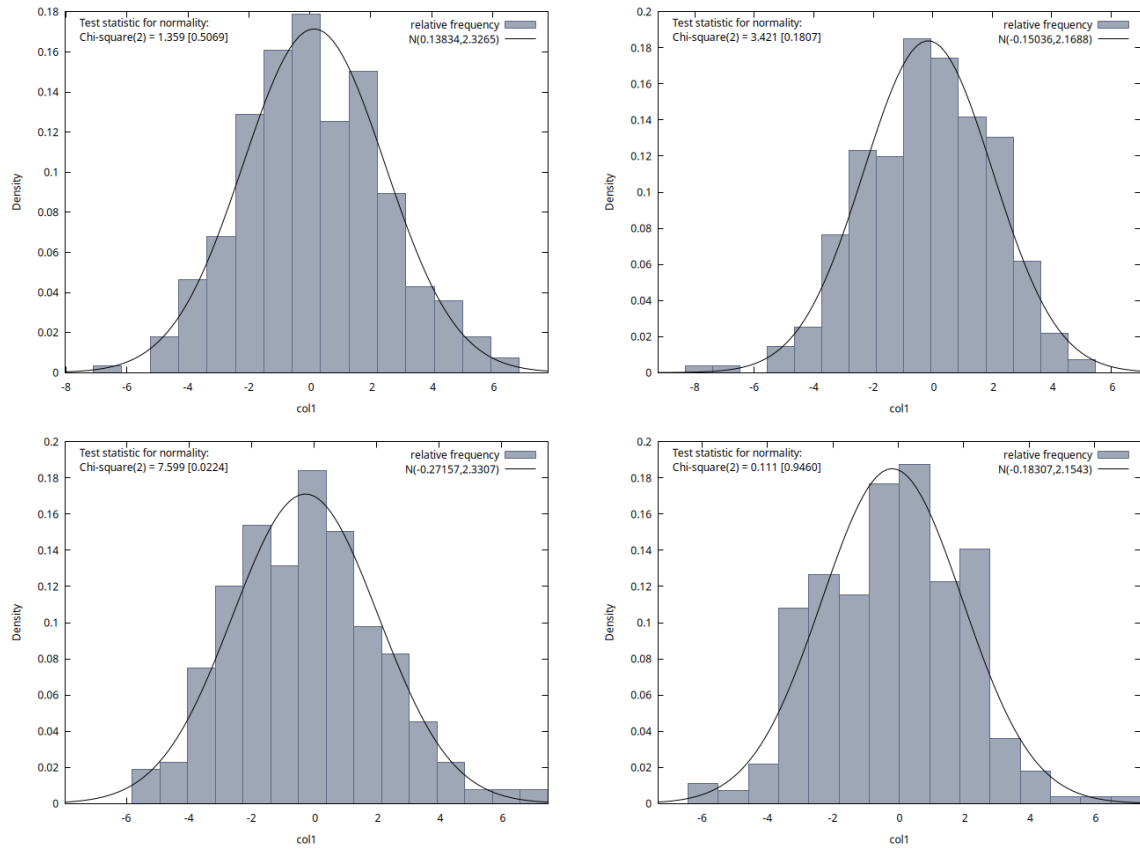 Test statistic for normality:
Chi-square(2) = 1.359 [0.5069]
relative frequency
N(0.13834,2.3265)
0.18
0.16
0.14
0.12
0.1
0.08
0.06
0.04
0.02
0
Density
-8 -6 -4 -2 0 2 4 6
col1
Test statistic for normality:
Chi-square(2) = 3.421 [0.1807]
relative frequency
N(-0.15036,2.1688)
0.2
0.18
0.16
0.14
0.12
0.1
0.08
0.06
0.04
0.02
0
Density
-8 -6 -4 -2 0 2 4 6
col1
Test statistic for normality:
Chi-square(2) = 7.599 [0.0224]
relative frequency
N(-0.27157,2.3307)
0.2
0.18
0.16
0.14
0.12
0.1
0.08
0.06
0.04
0.02
0
Density
-6 -4 -2 0 2 4 6
col1
Test statistic for normality:
Chi-square(2) = 0.111 [0.9460]
relative frequency
N(-0.18307,2.1543)
0.2
0.18
0.16
0.14
0.12
0.1
0.08
0.06
0.04
0.02
0
Density
-6 -4 -2 0 2 4 6
col1